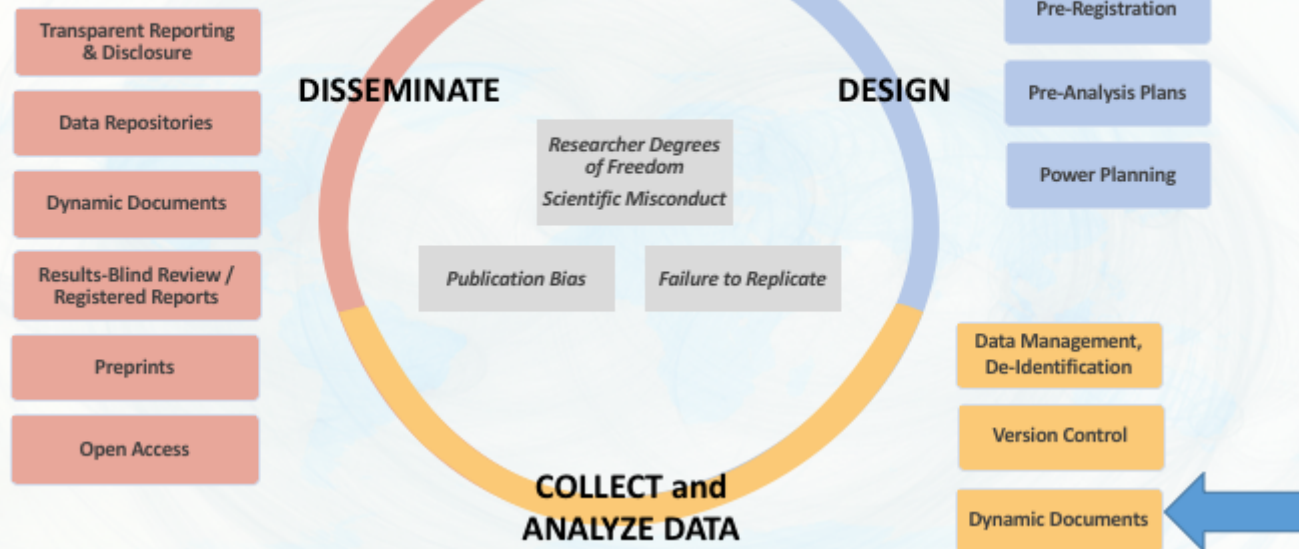 Transparent Reporting
& Disclosure
Data Repositories
Dynamic Documents
Results-Blind Review /
Registered Reports
Preprints
Open Access
DISSEMINATE
DESIGN
Researcher Degrees
of Freedom
Scientific Misconduct
Publication Bias
Failure to Replicate
COLLECT and
ANALYZE DATA
Pre-Registration
Pre-Analysis Plans
Power Planning
Data Management,
De-Identification
Version Control
Dynamic Documents